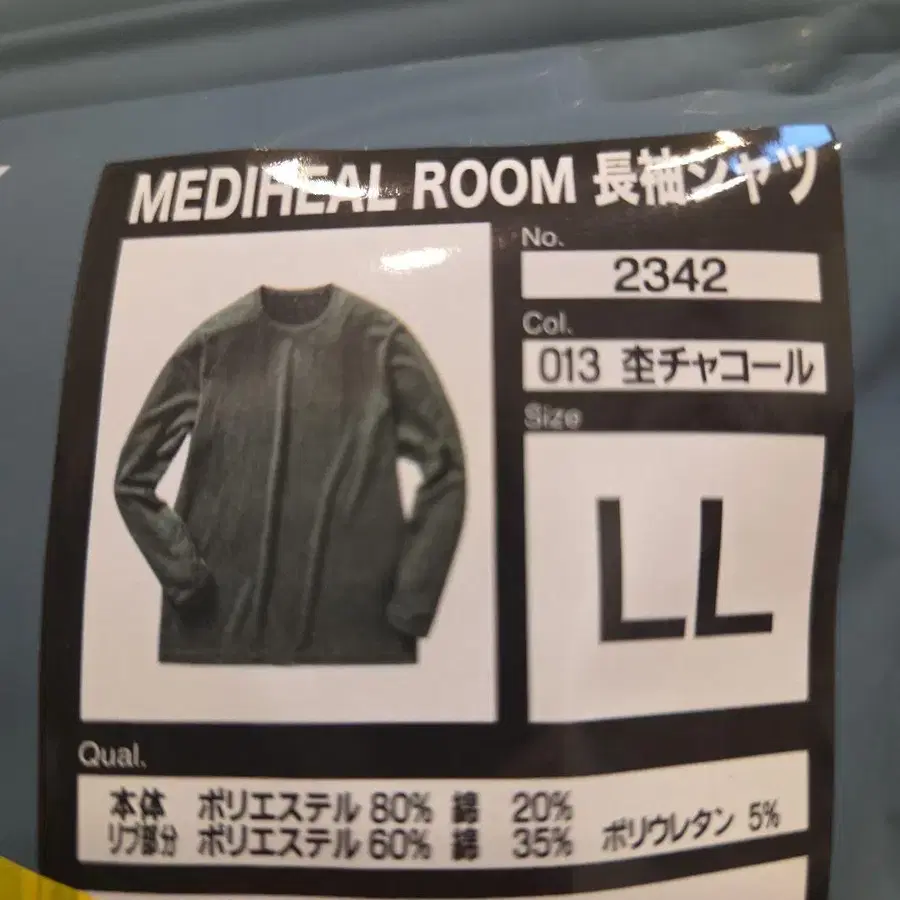 MEDIHEAL ROOM 長袖シャツ
No.
2342
Col.
013 杢チャコール
Size
LL
Qual.
本体 ポリエステル 80% 綿 20%
リブ部分 ポリエステル 60% 綿 35% ポリウレタン 5%